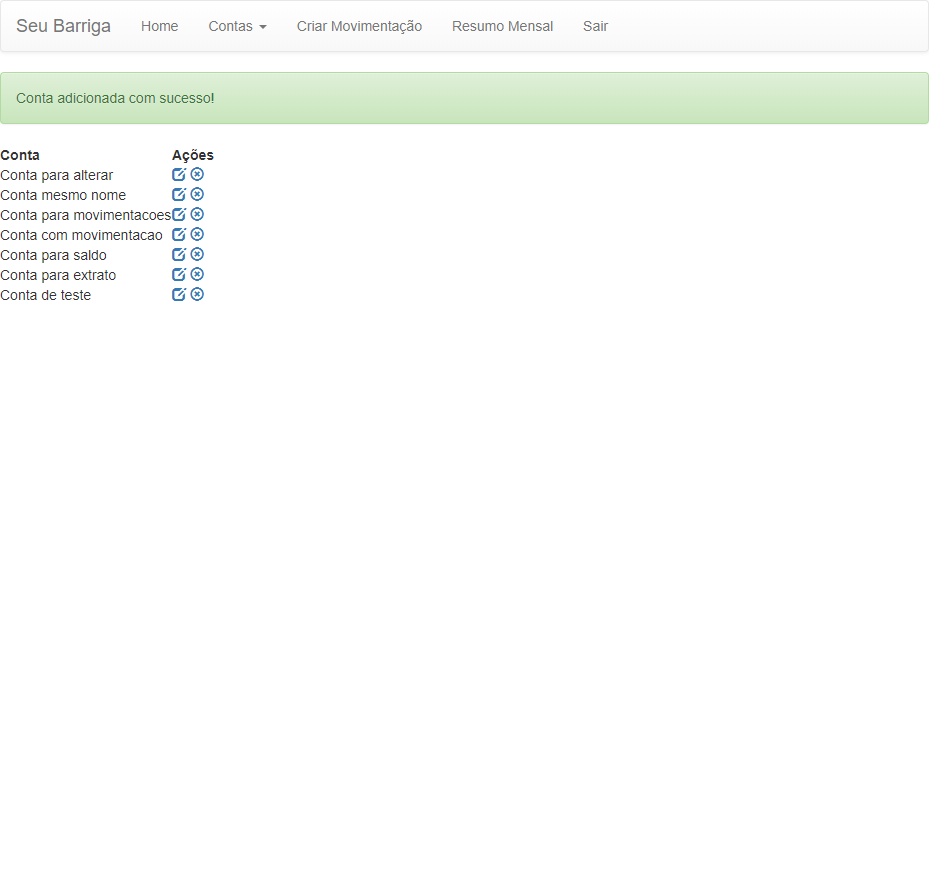 Seu Barriga Home Contas Criar Movimentação Resumo Mensal Sair
Conta adicionada com sucesso!
Conta Ações
Conta para alterar
Conta mesmo nome
Conta para movimentacoes
Conta com movimentacao
Conta para saldo
Conta para extrato
Conta de teste